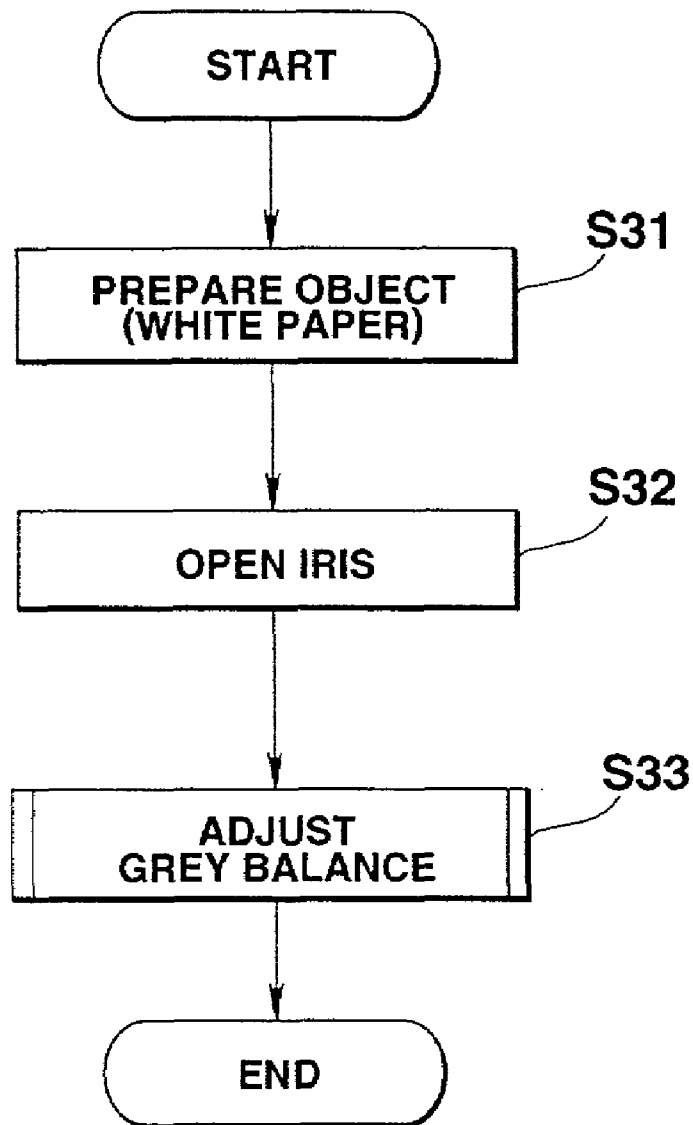 START
S31
PREPARE OBJECT
(WHITE PAPER)
S32
OPEN IRIS
S33
ADJUST
GREY BALANCE
END